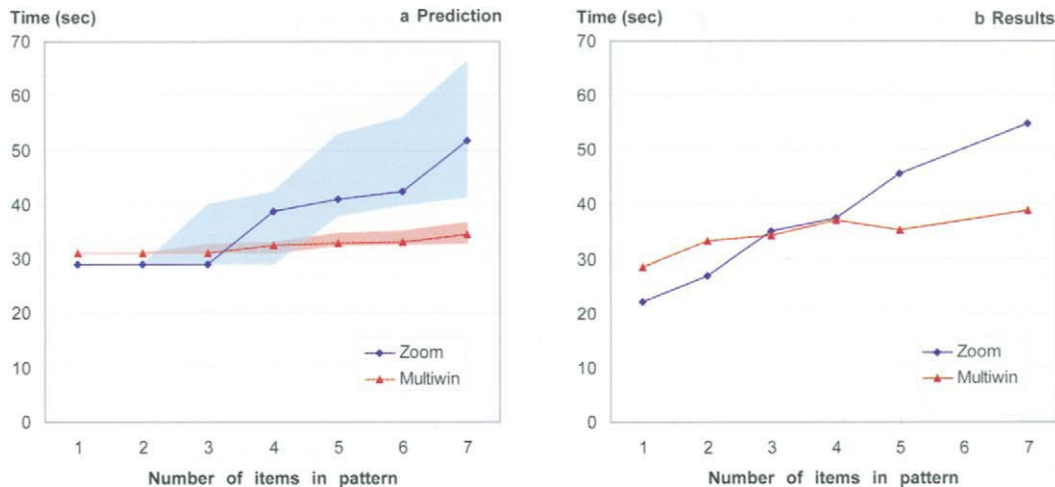 Time (sec) a Prediction
70
60
50
40
30
20
10
0
Zoom
Multiwin
1 2 3 4 5 6 7
Number of items in pattern
Time (sec) b Results
70
60
50
40
30
20
10
0
Zoom
Multiwin
1 2 3 4 5 6 7
Number of items in pattern